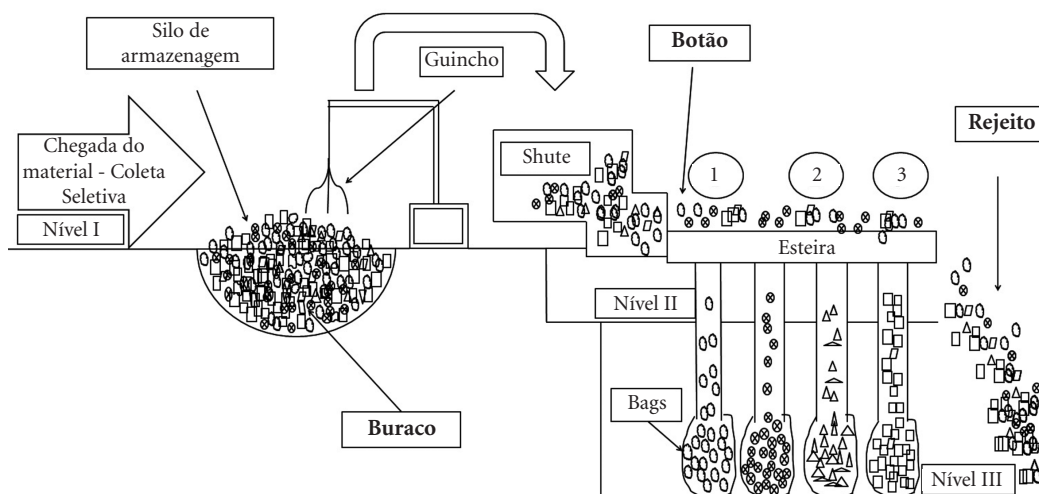 Silo de
armazenagem
Guincho
Botão
Rejeito
Chegada do
material - Coleta
Seletiva
Nível I
Shute
1
2
3
Esteira
Nível II
Bags
Buraco
Nível III